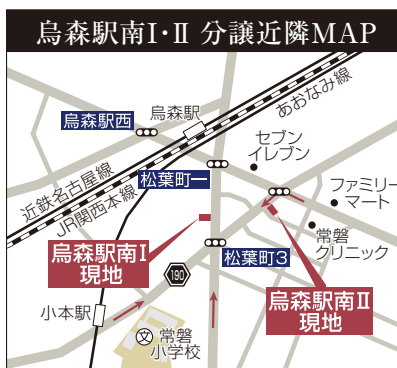 烏森駅南Ⅰ・Ⅱ 分譲近隣MAP
烏森駅
あおなみ線
烏森駅西
セブン
イレブン
近鉄名古屋線
JR関西本線
松葉町一
ファミリー
マート
烏森駅南Ⅰ
現地
松葉町3
常磐
クリニック
190
烏森駅南Ⅱ
現地
小本駅
文
常磐
小学校